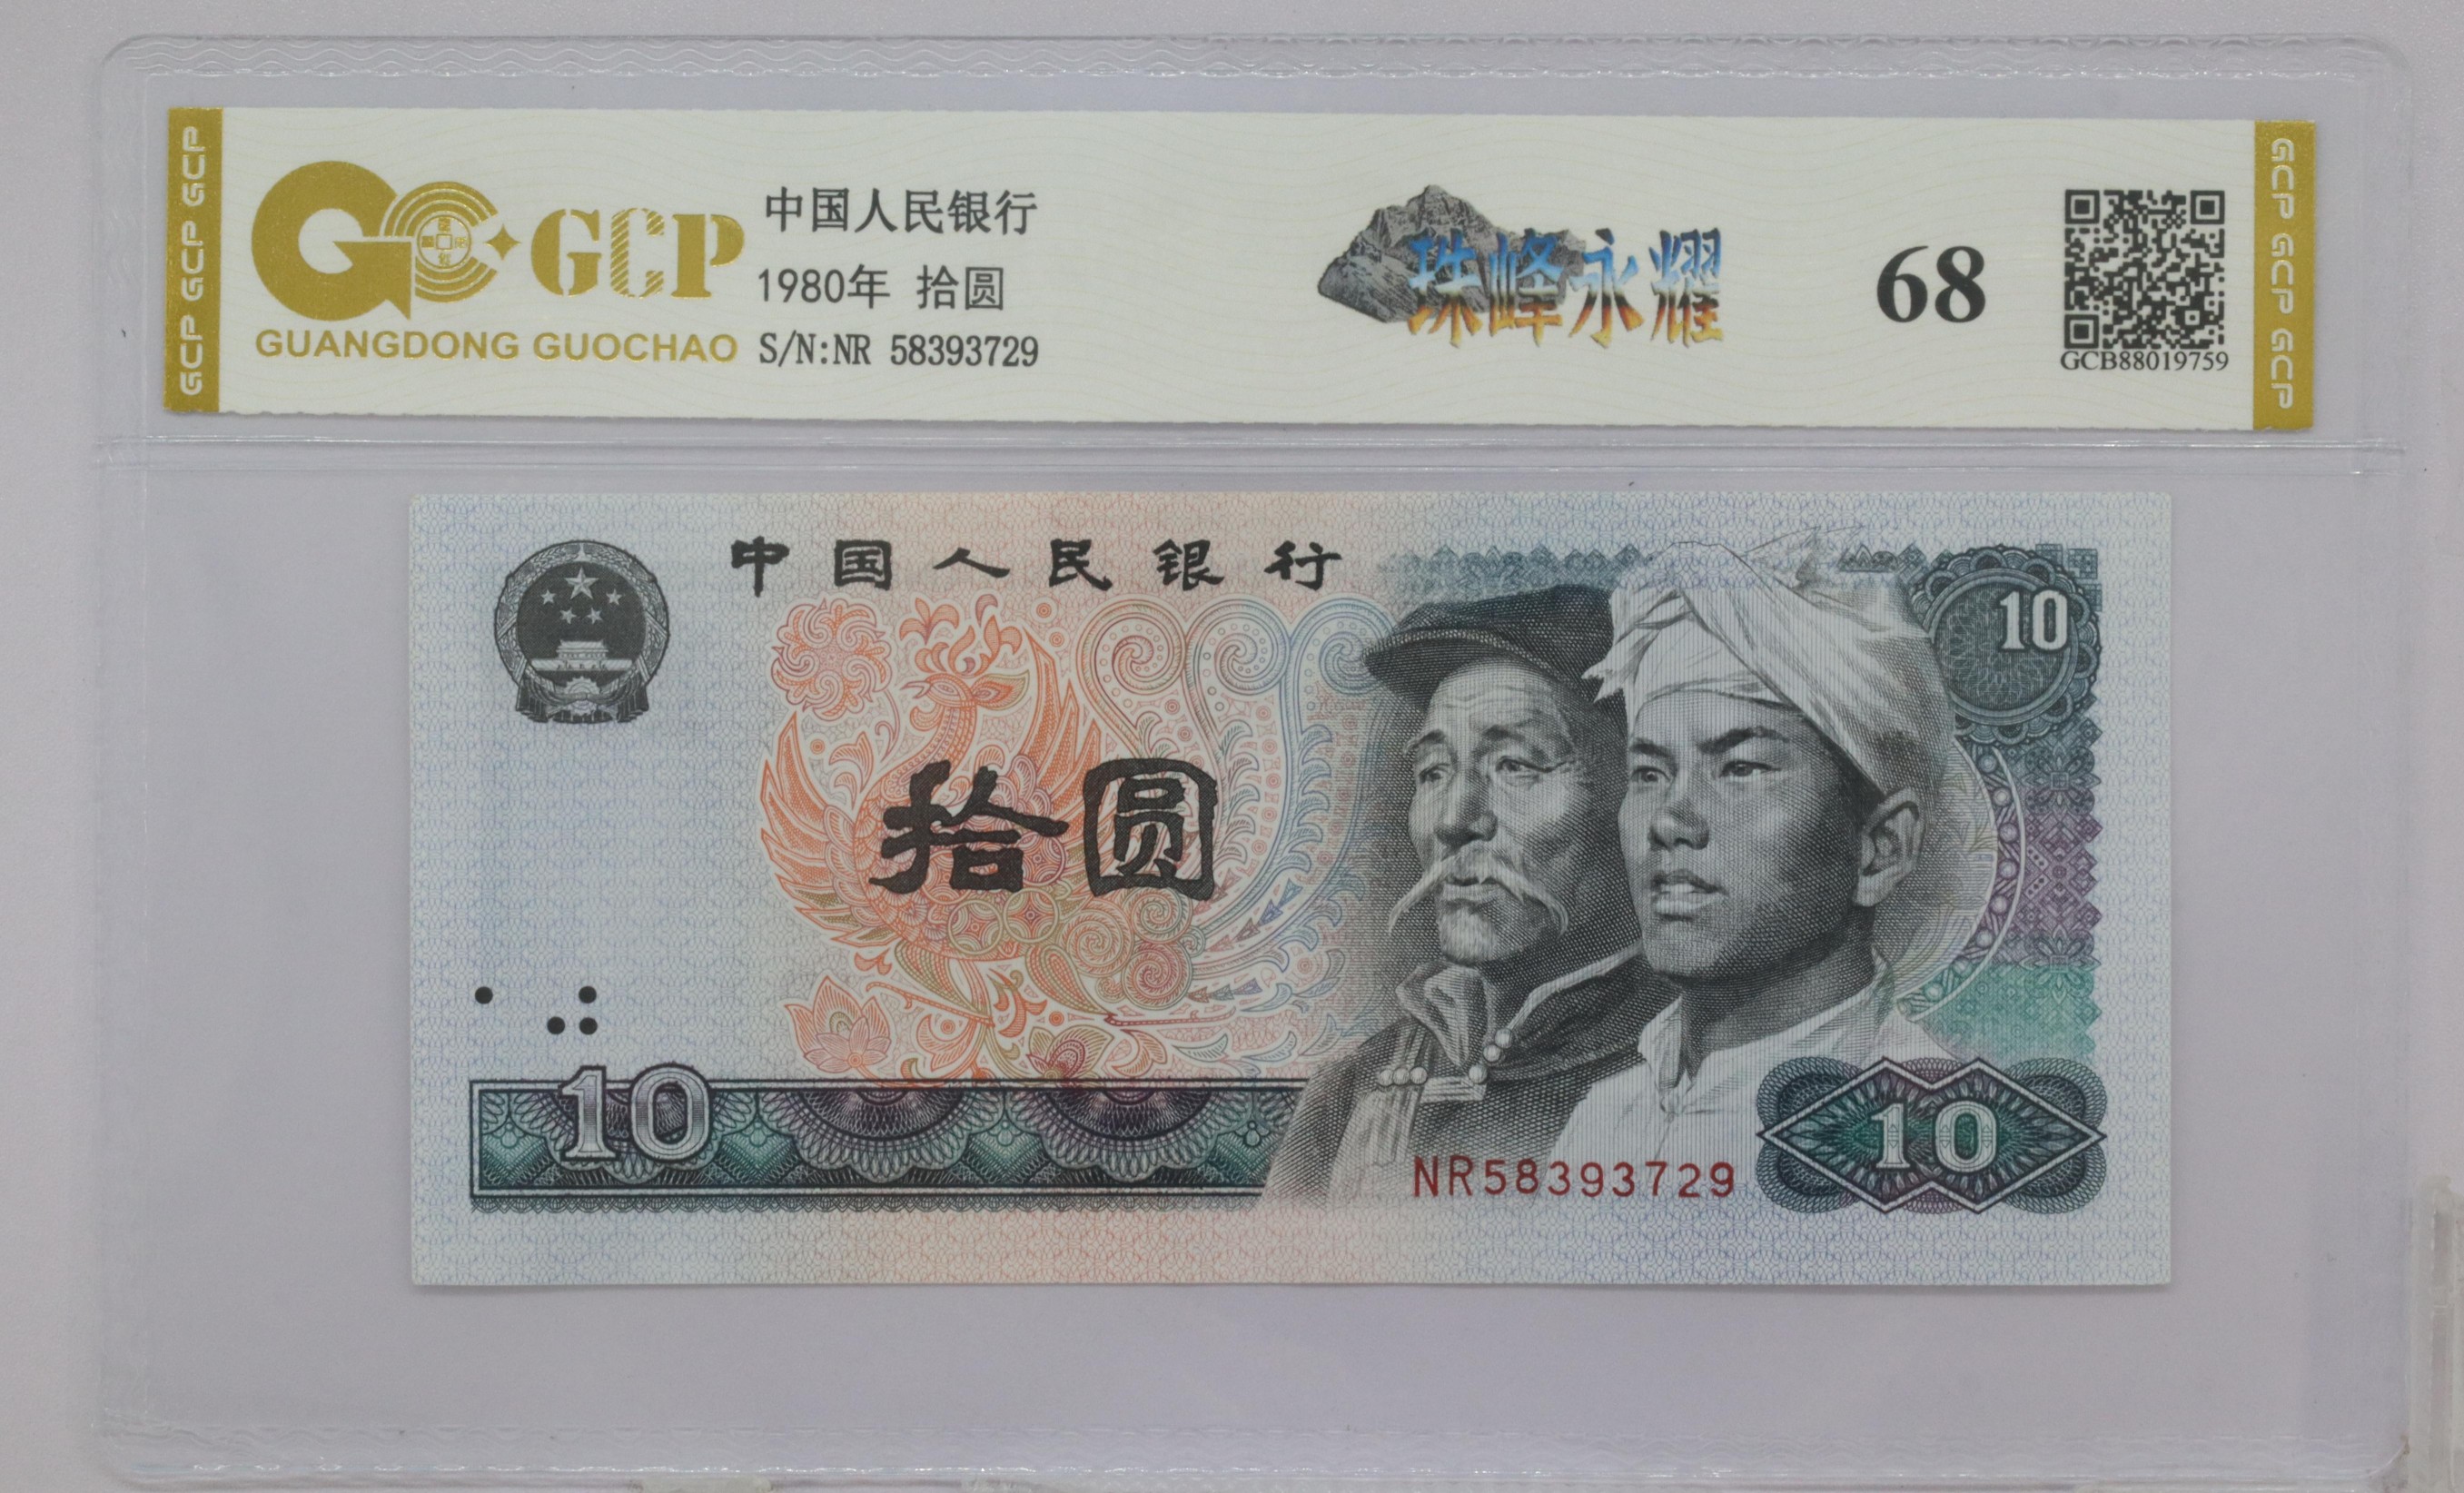 GCP GCP GCP
GCP
GUANGDONG GUOCHAO
中国人民银行
1980年 拾圆
S/N:NR 58393729
珠峰永耀
68
GCB88019759
GCP GCP GCP
中国人民银行
10
拾圆
10
NR58393729
10